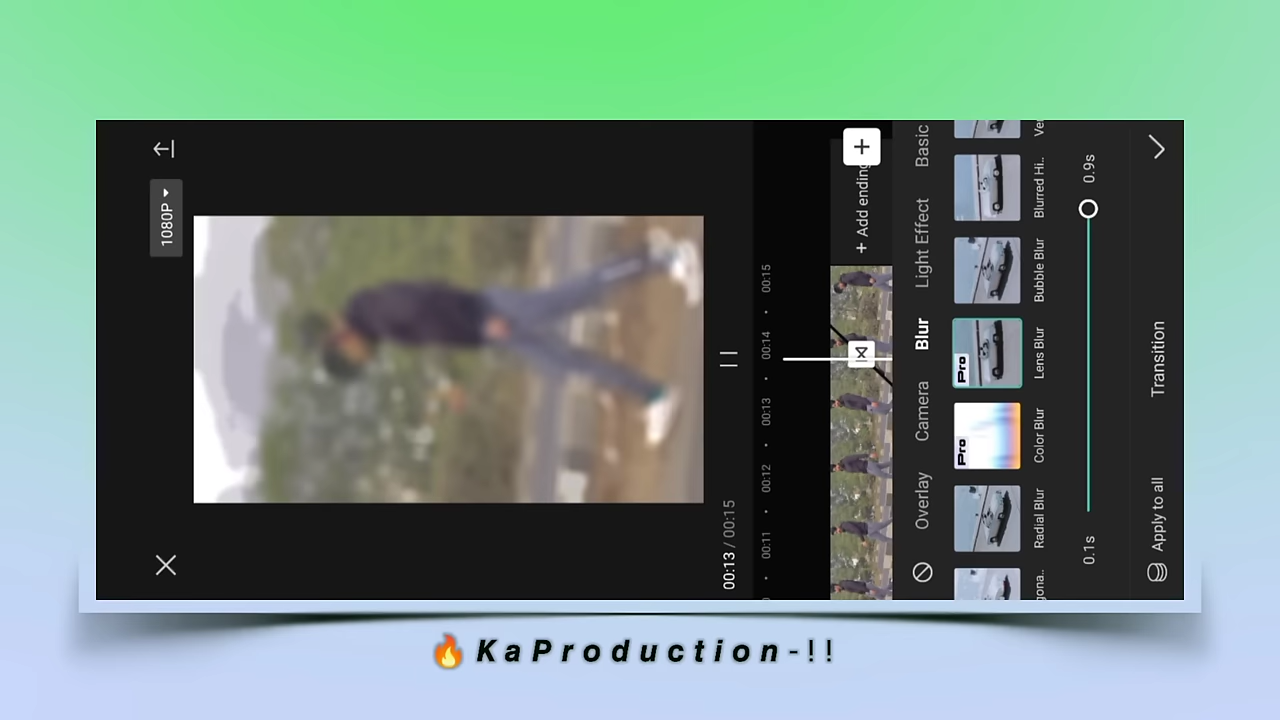 1080P
00:13 / 00:15
00:11
00:12
00:13
00:14
00:15
+ Add ending
Overlay
Camera
Blur
Light Effect
Basic
gona..
Radial Blur
Pro
Color Blur
Pro
Lens Blur
Bubble Blur
Blurred Hi..
Ve
0.1s
0.9s
Apply to all
Transition
🔥KaProduction-!!